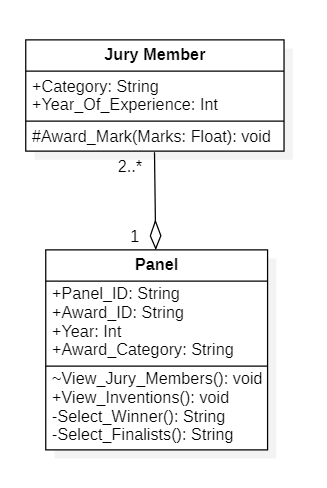 Jury Member
+Category: String
+Year_Of_Experience: Int
#Award_Mark(Marks: Float): void
2..*
1
Panel
+Panel_ID: String
+Award_ID: String
+Year: Int
+Award_Category: String
~View_Jury_Members(): void
+View_Inventions(): void
-Select_Winner(): String
-Select_Finalists(): String